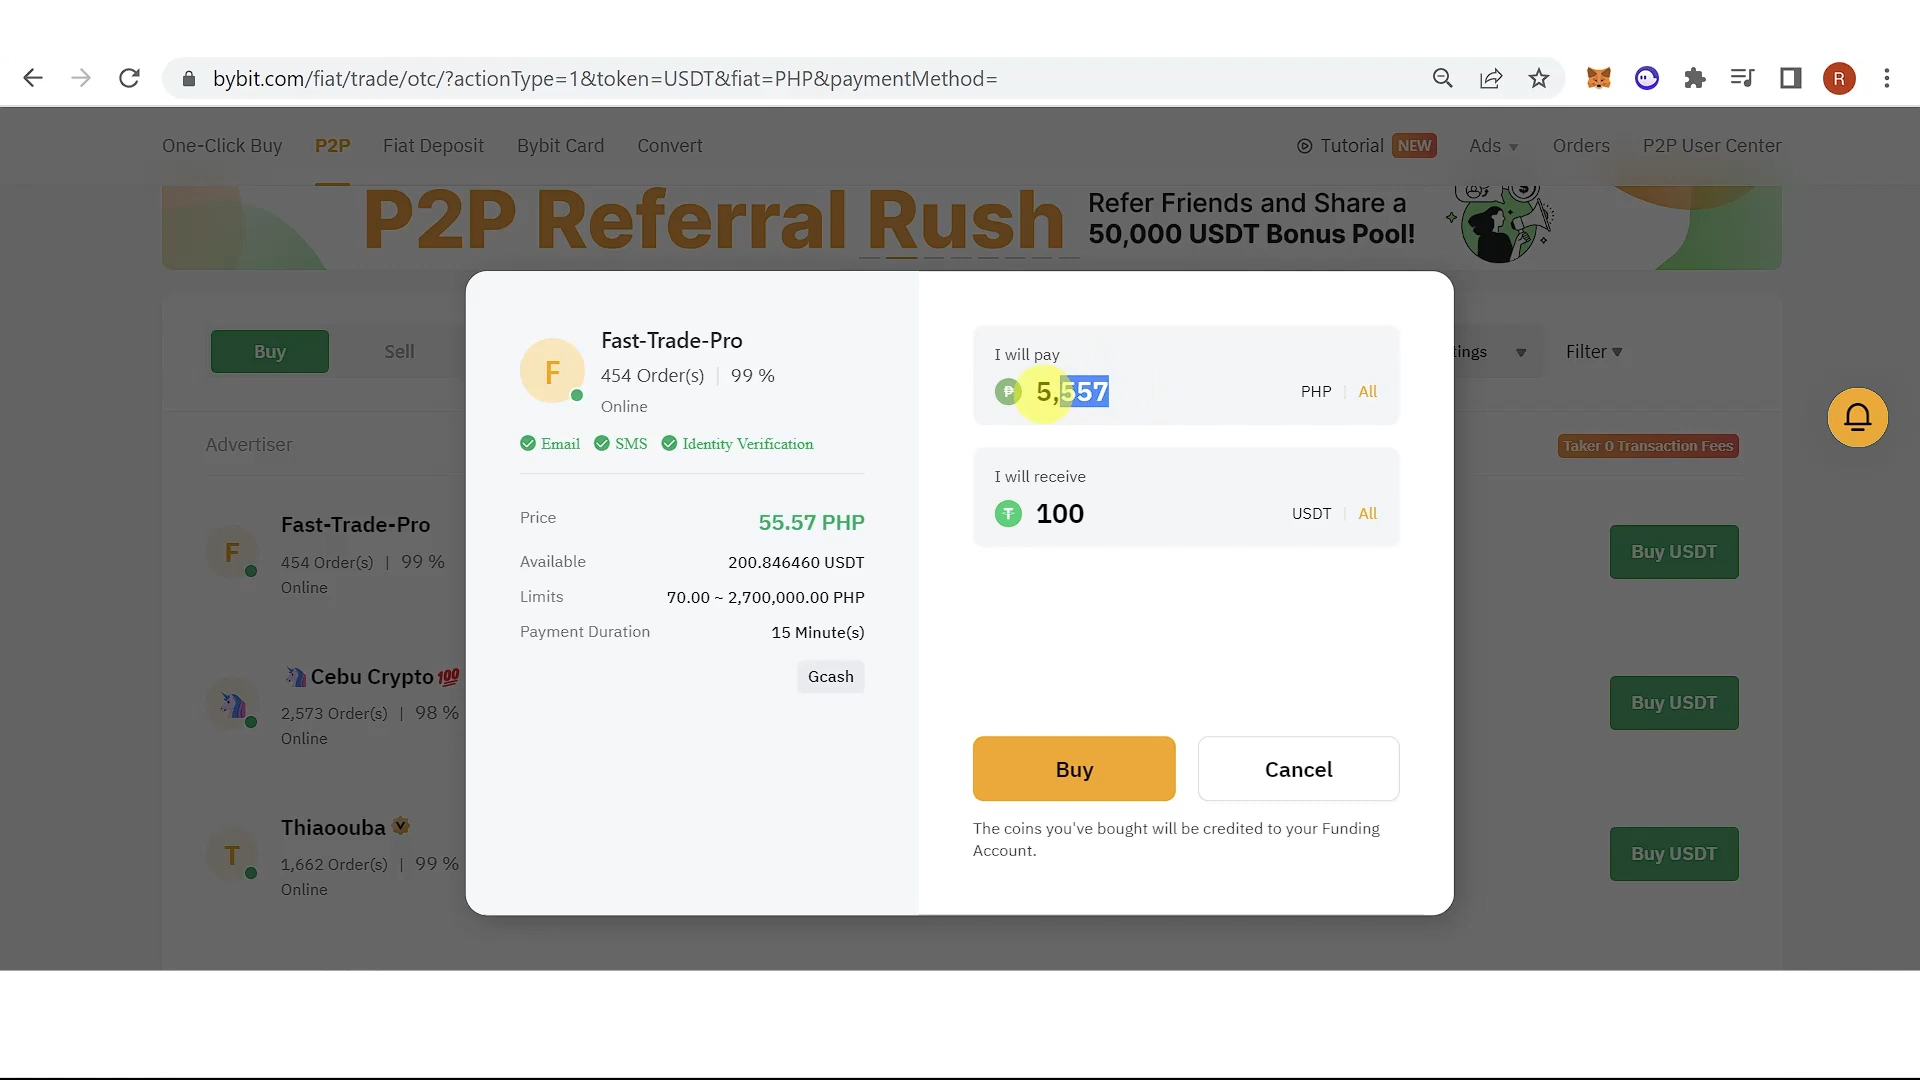 bybit.com/fiat/trade/otc/?actionType=1&token=USDT&fiat=PHP&paymentMethod=
R
One-Click Buy P2P Fiat Deposit Bybit Card Convert
Tutorial NEW Ads Orders P2P User Center
P2P Referral Rush
Refer Friends and Share a
50,000 USDT Bonus Pool!
Buy Sell
tings Filter
Advertiser
Taker 0 Transaction Fees
F
Fast-Trade-Pro
454 Order(s) | 99 %
Online
Buy USDT
Cebu Crypto💯
2,573 Order(s) | 98 %
Online
Buy USDT
T
Thiaoouba
1,662 Order(s) | 99 %
Online
Buy USDT
F
Fast-Trade-Pro
454 Order(s) | 99 %
Online
Email SMS Identity Verification
Price 55.57 PHP
Available 200.846460 USDT
Limits 70.00 ~ 2,700,000.00 PHP
Payment Duration 15 Minute(s)
Gcash
I will pay
5,557 PHP | All
I will receive
100 USDT | All
Buy Cancel
The coins you've bought will be credited to your Funding
Account.